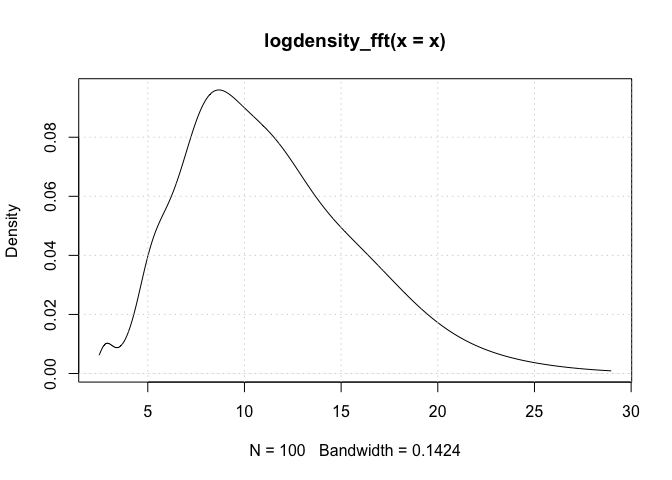 logdensity_fft(x = x)
Density
0.08
0.06
0.04
0.02
0.00
5 10 15 20 25 30
N = 100 Bandwidth = 0.1424